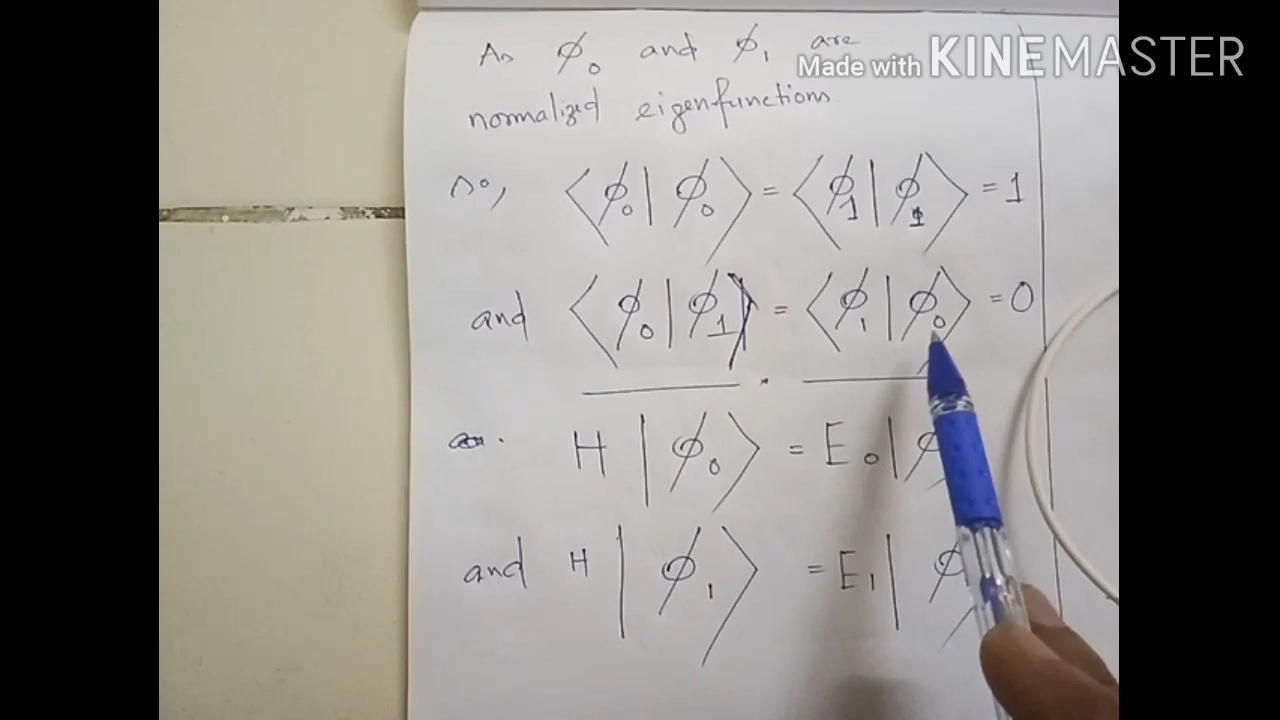 As ϕ₀ and ϕ₁ are
Made with KINEMASTER
normalized eigenfunctions.
so, ⟨ϕ₀|ϕ₀⟩ = ⟨ϕ₁|ϕ₁⟩ = 1
and ⟨ϕ₀|ϕ₁⟩ = ⟨ϕ₁|ϕ₀⟩ = 0
H|ϕ₀⟩ = E₀|ϕ
and H|ϕ₁⟩ = E₁|ϕ